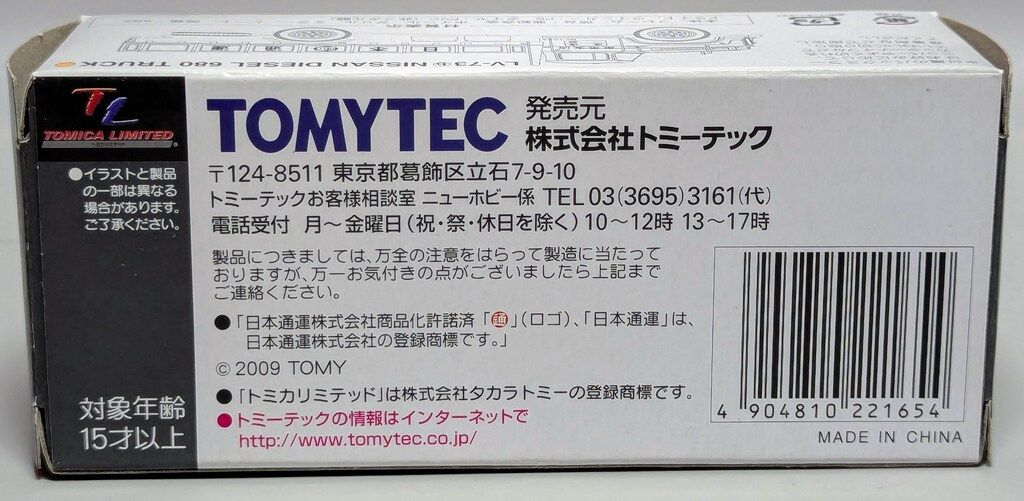 LV-73ⓐ NISSAN DIESEL 680 TRUCK
日本通運
TL
TOMICA LIMITED
●イラストと製品
の一部は異なる
場合があります。
ご了承ください。
対象年齢
15才以上
TOMYTEC 発売元
株式会社トミーテック
〒124-8511 東京都葛飾区立石7-9-10
トミーテックお客様相談室 ニューホビー係 TEL 03(3695)3161(代)
電話受付 月~金曜日(祝・祭・休日を除く)10~12時 13~17時
製品につきましては、万全の注意をはらって製造に当たって
おりますが、万一お気付きの点がございましたら上記まで
ご連絡ください。
●「日本通運株式会社商品化許諾済「通」(ロゴ)、「日本通運」は、
日本通運株式会社の登録商標です。」
© 2009 TOMY
●「トミカリミテッド」は株式会社タカラトミーの登録商標です。
●トミーテックの情報はインターネットで
http://www.tomytec.co.jp/
4 904810 221654
MADE IN CHINA